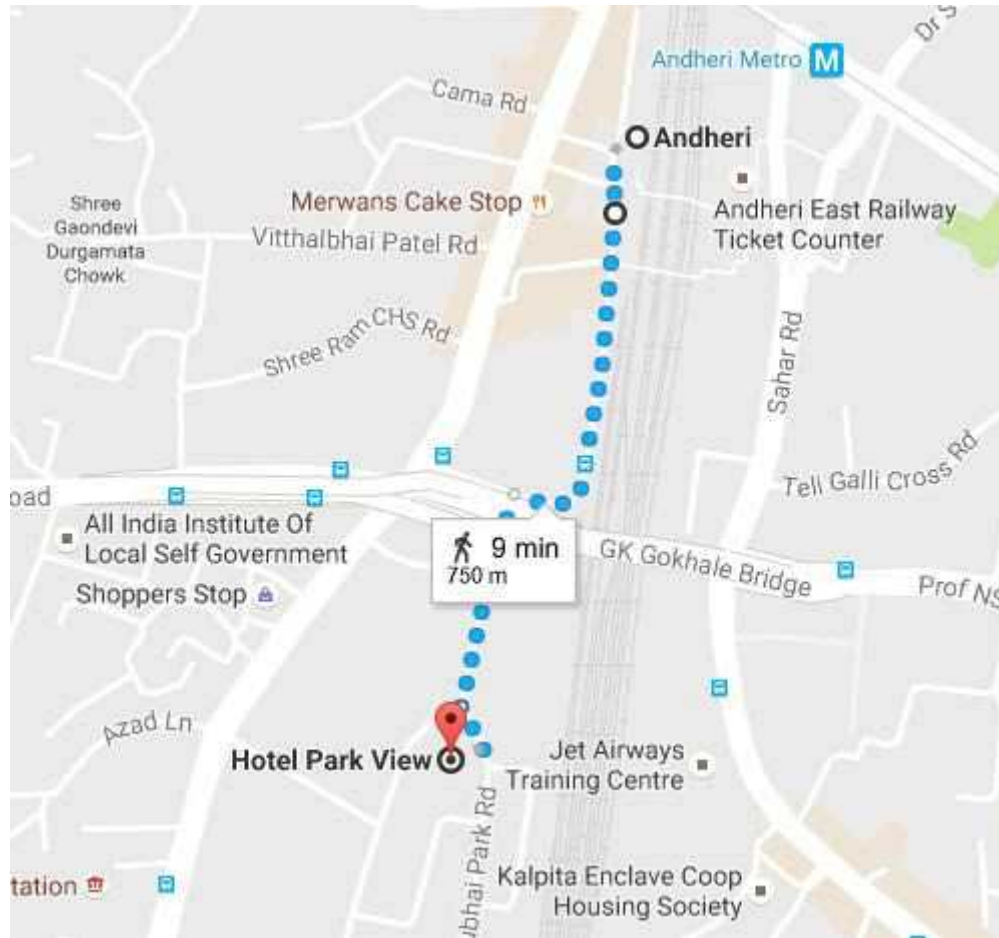 Dr S
Andheri Metro M
Cama Rd
Andheri
Merwans Cake Stop
Shree
Gaondevi
Durgamata
Chowk
Vitthalbhai Patel Rd
Andheri East Railway
Ticket Counter
Shree Ram CHS Rd
Sahar Rd
Tell Galli Cross Rd
oad
All India Institute Of
Local Self Government
9 min
750 m
GK Gokhale Bridge
Prof NS
Shoppers Stop
Azad Ln
Hotel Park View
Jet Airways
Training Centre
ubhai Park Rd
Kalpita Enclave Coop
Housing Society
tation